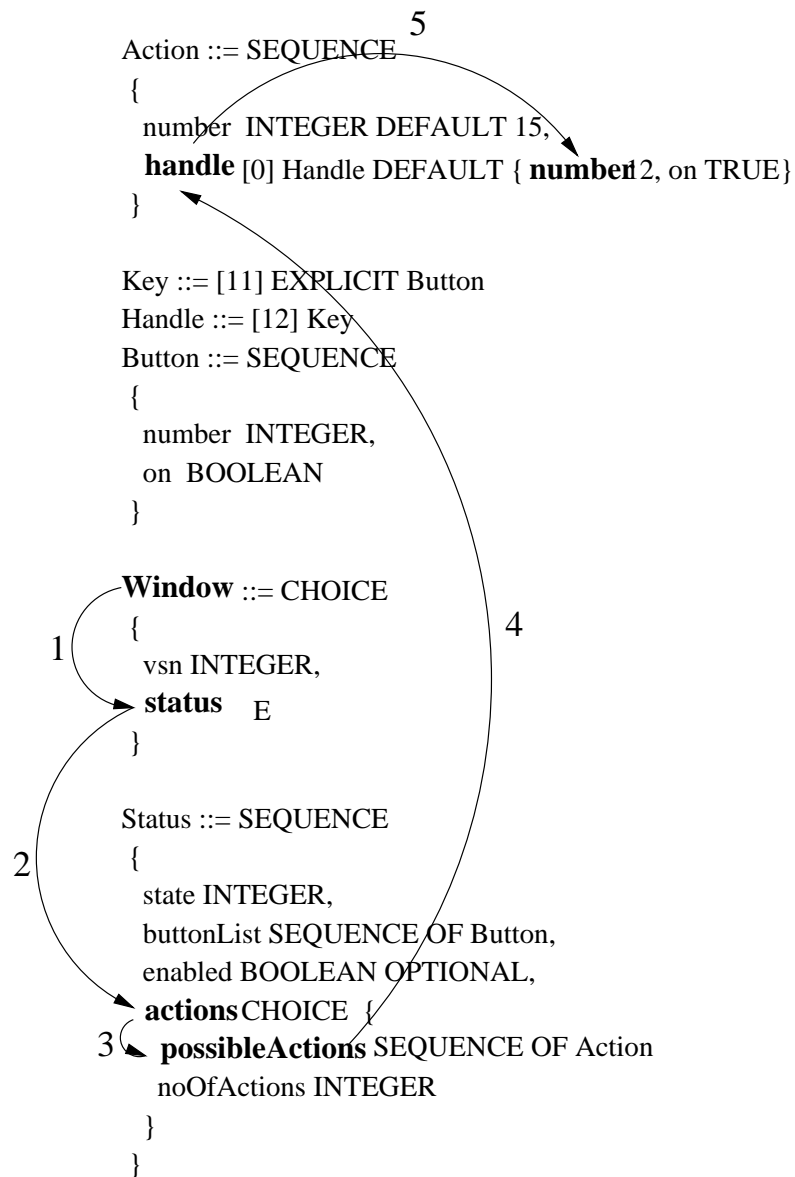 5
Action ::= SEQUENCE
{
number INTEGER DEFAULT 15,
handle [0] Handle DEFAULT { number12, on TRUE}
}
Key ::= [11] EXPLICIT Button
Handle ::= [12] Key
Button ::= SEQUENCE
{
number INTEGER,
on BOOLEAN
}
Window ::= CHOICE
{
1
4
vsn INTEGER,
status E
}
Status ::= SEQUENCE
2
{
state INTEGER,
buttonList SEQUENCE OF Button,
enabled BOOLEAN OPTIONAL,
actions CHOICE {
3 possibleActions SEQUENCE OF Action
noOfActions INTEGER
}
}